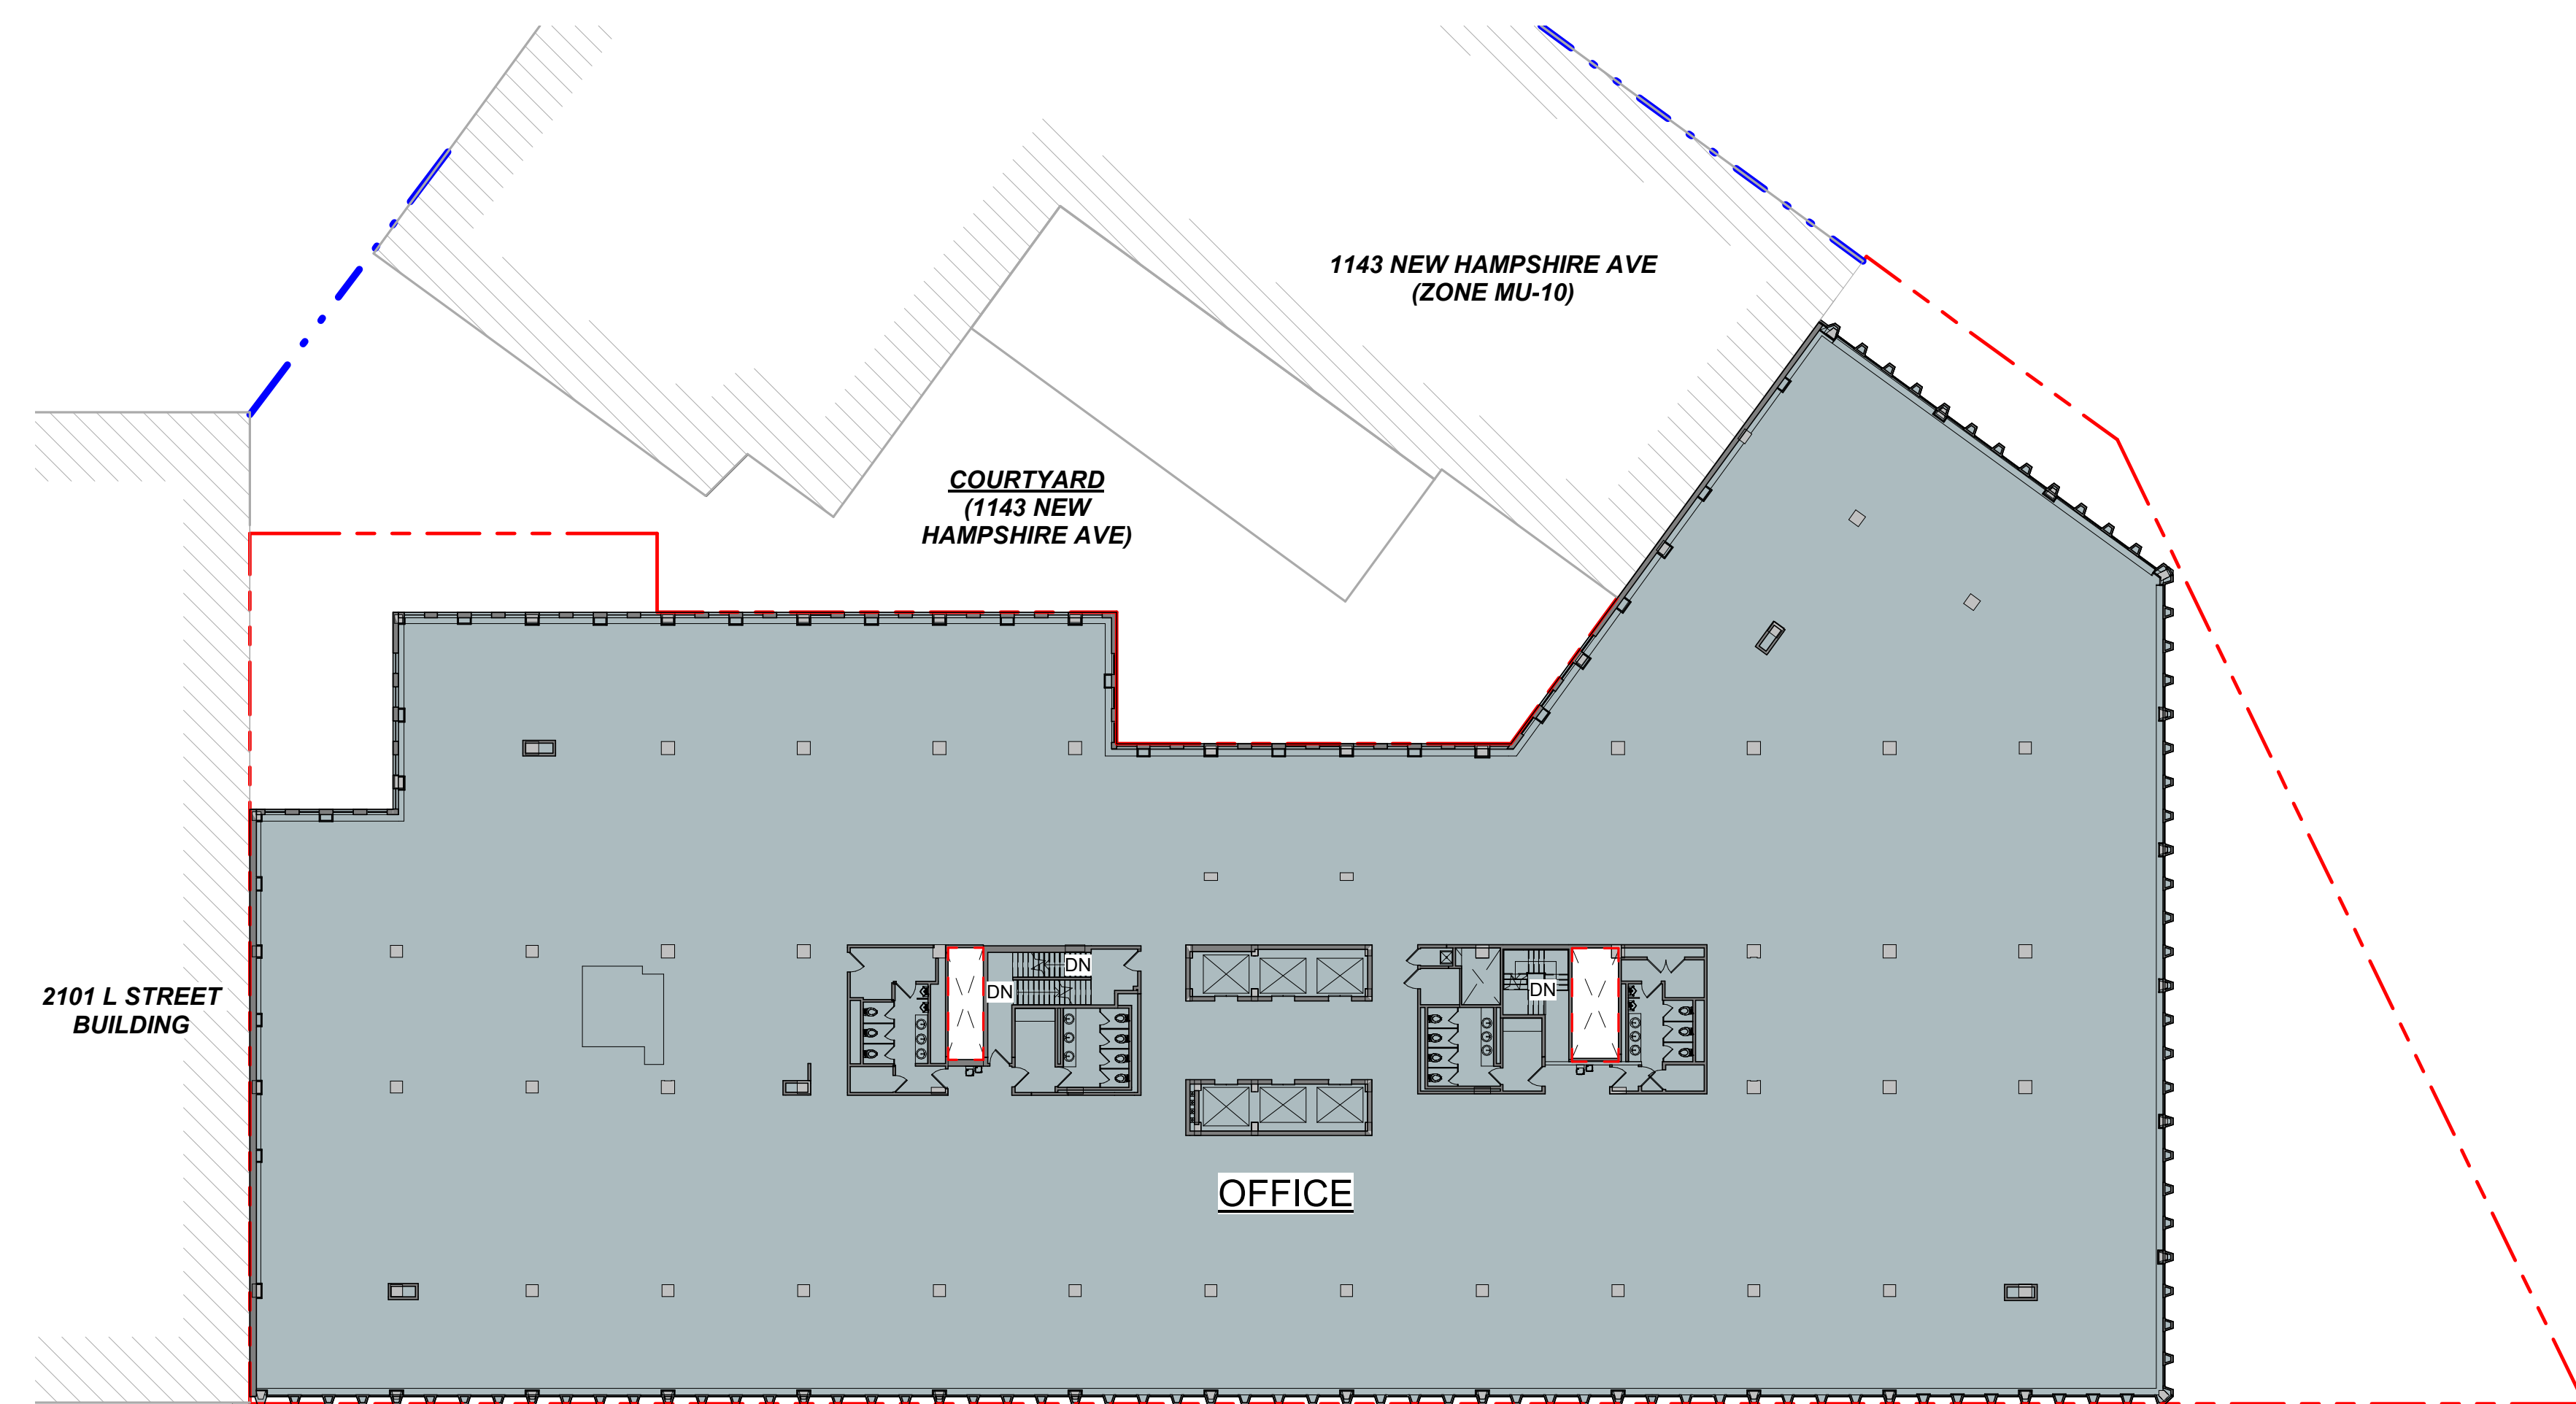 1143 NEW HAMPSHIRE AVE
(ZONE MU-10)
COURTYARD
(1143 NEW
HAMPSHIRE AVE)
2101 L STREET
BUILDING
DN
DN
DN
OFFICE